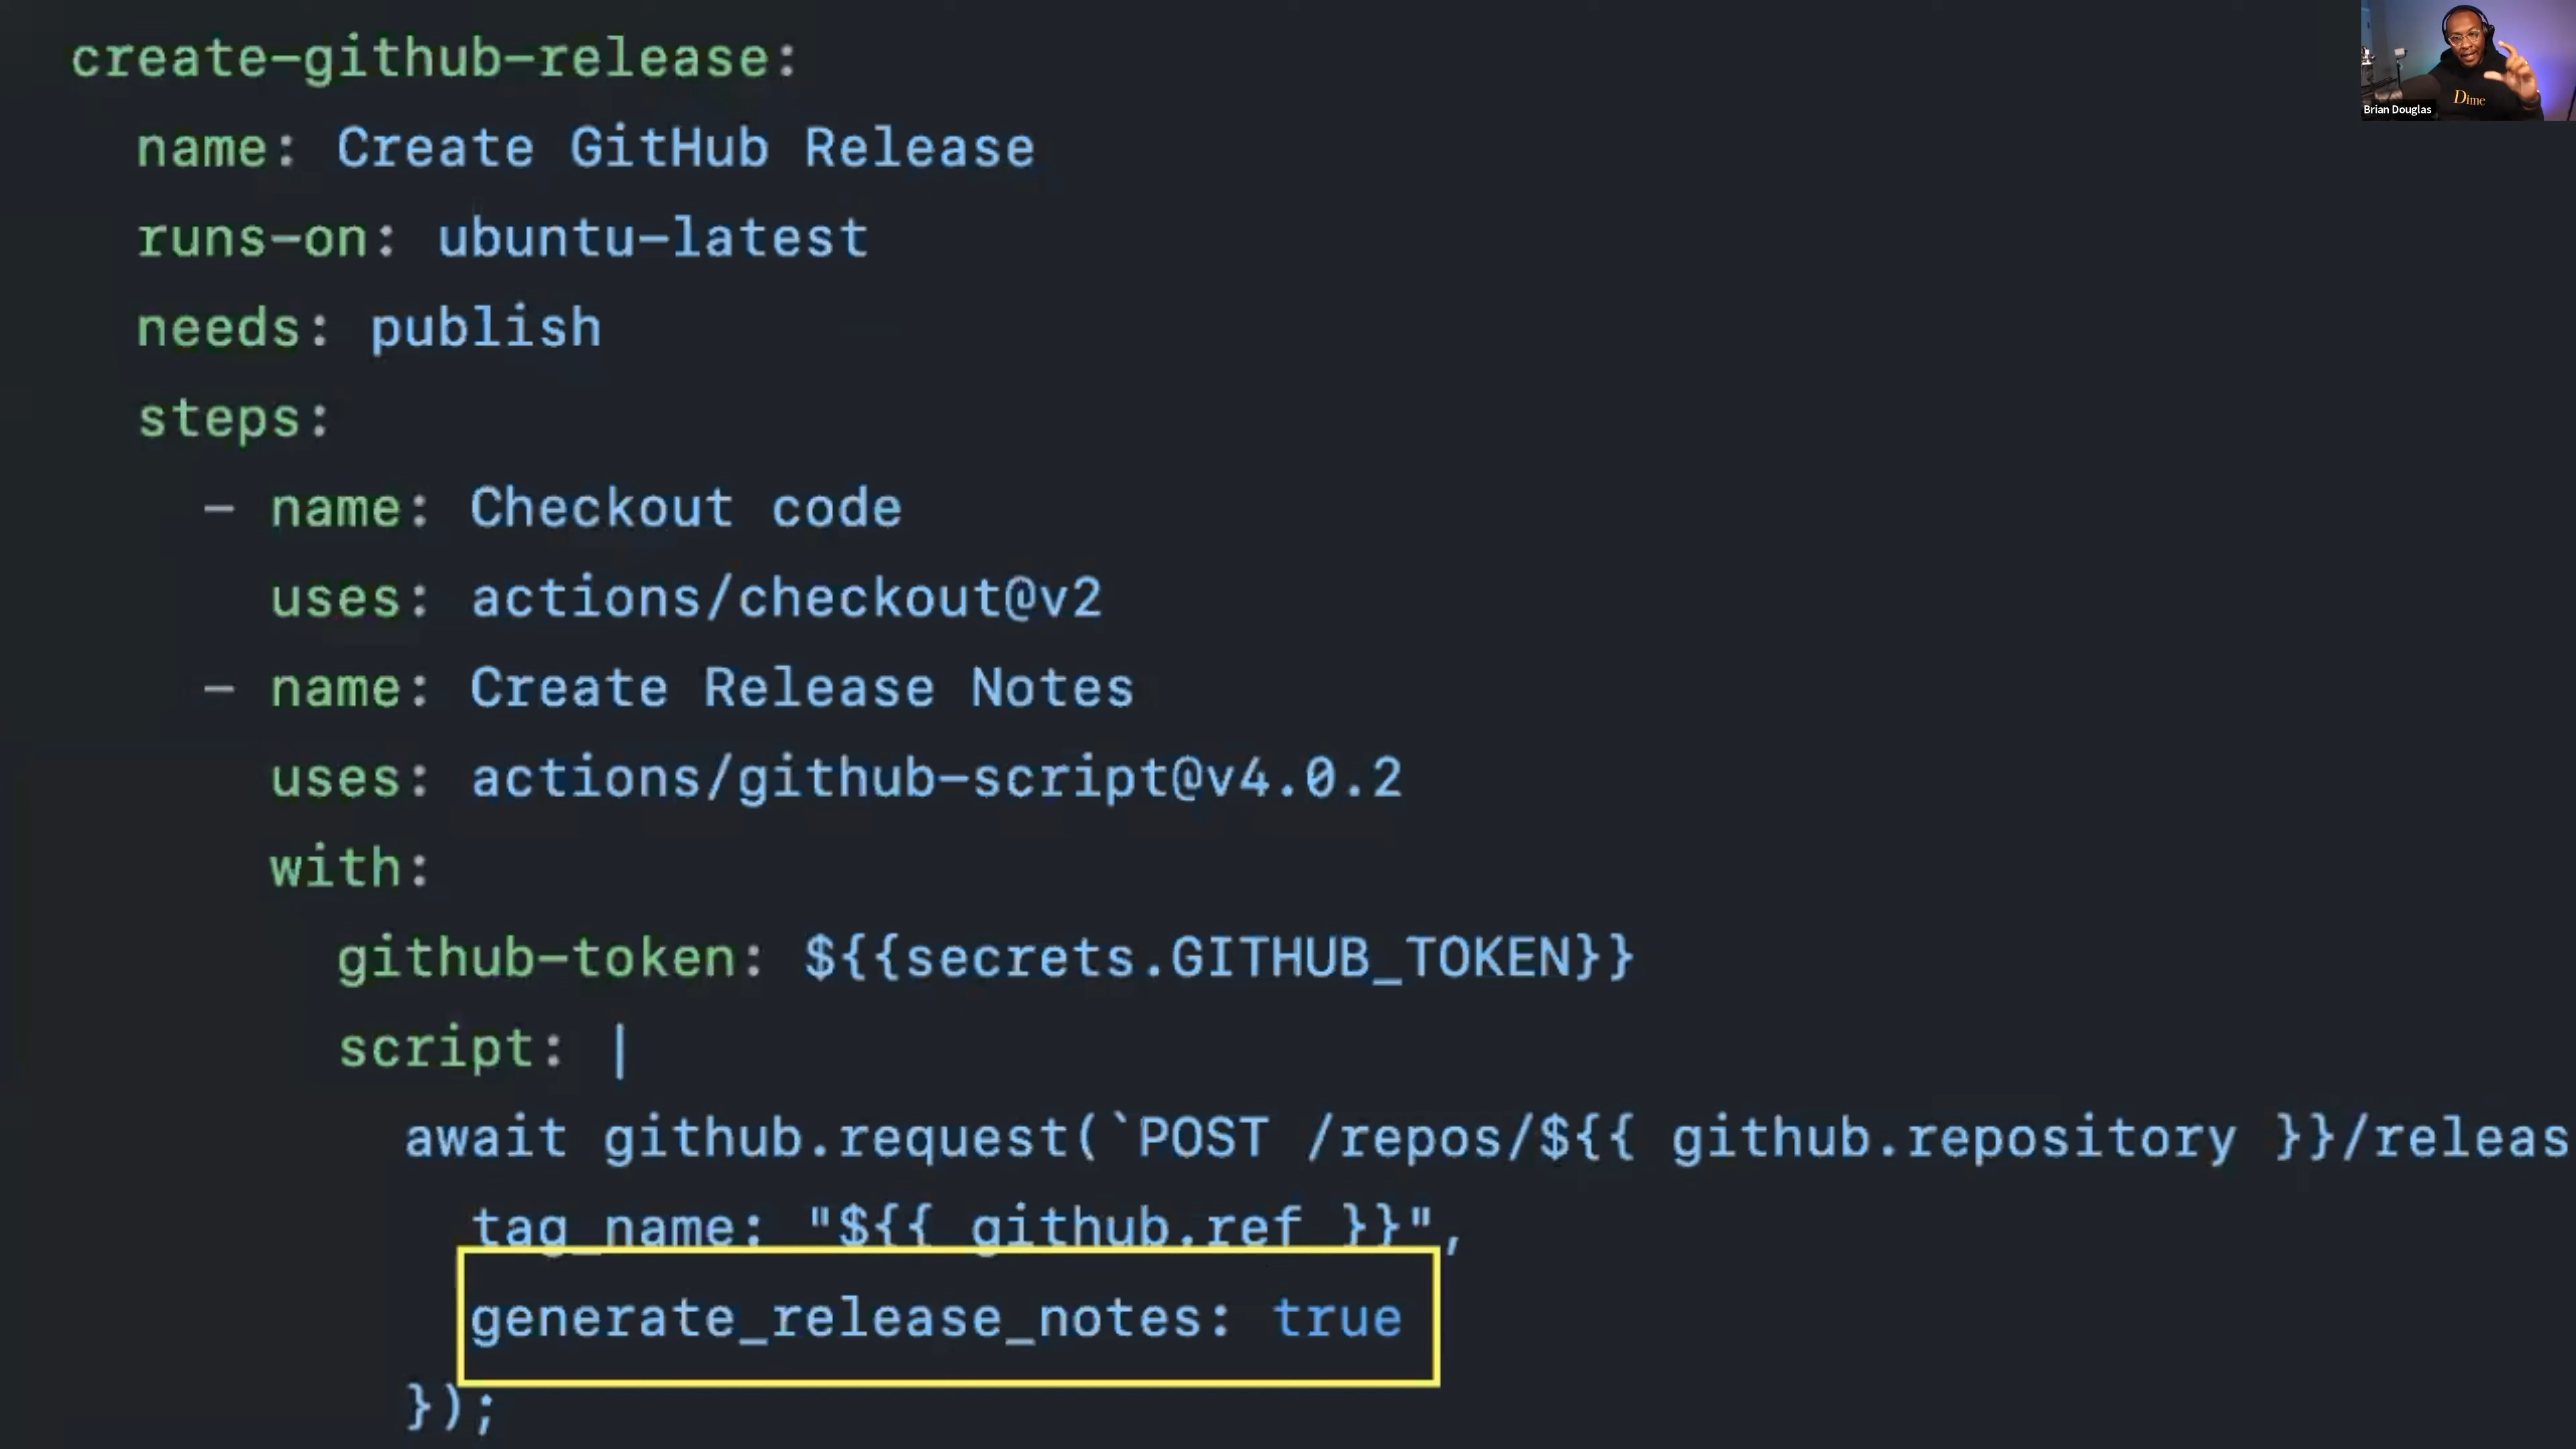 create-github-release:
name: Create GitHub Release
runs-on: ubuntu-latest
needs: publish
steps:
- name: Checkout code
uses: actions/checkout@v2
- name: Create Release Notes
uses: actions/github-script@v4.0.2
with:
github-token: ${{secrets.GITHUB_TOKEN}}
script: |
await github.request(`POST /repos/${{ github.repository }}/releas
tag_name: "${{ github.ref }}",
generate_release_notes: true
});
Dime
Brian Douglas